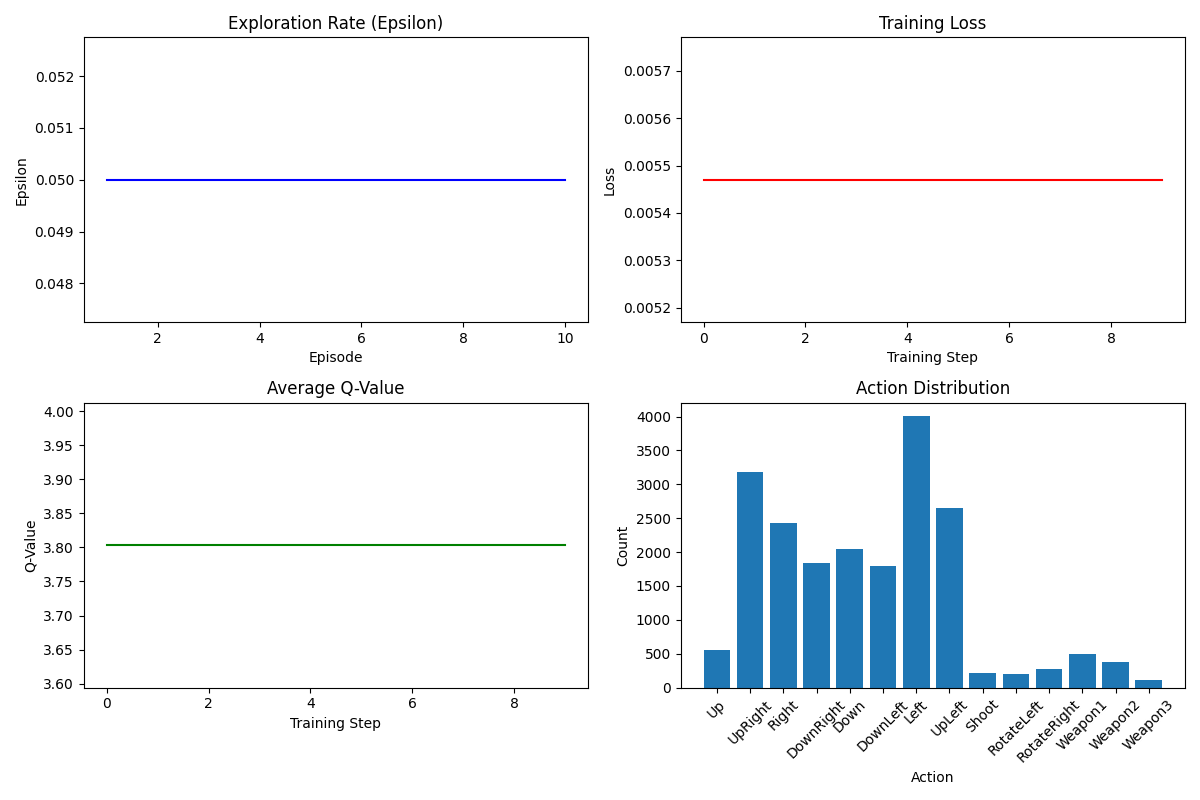 Exploration Rate (Epsilon)
0.052
0.051
0.050
0.049
0.048
Epsilon
2 4 6 8 10
Episode
Training Loss
0.0057
0.0056
0.0055
0.0054
0.0053
0.0052
Loss
0 2 4 6 8
Training Step
Average Q-Value
4.00
3.95
3.90
3.85
3.80
3.75
3.70
3.65
3.60
Q-Value
0 2 4 6 8
Training Step
Action Distribution
4000
3500
3000
2500
2000
1500
1000
500
0
Count
Up
UpRight
Right
DownRight
Down
DownLeft
Left
UpLeft
Shoot
RotateLeft
RotateRight
Weapon1
Weapon2
Weapon3
Action